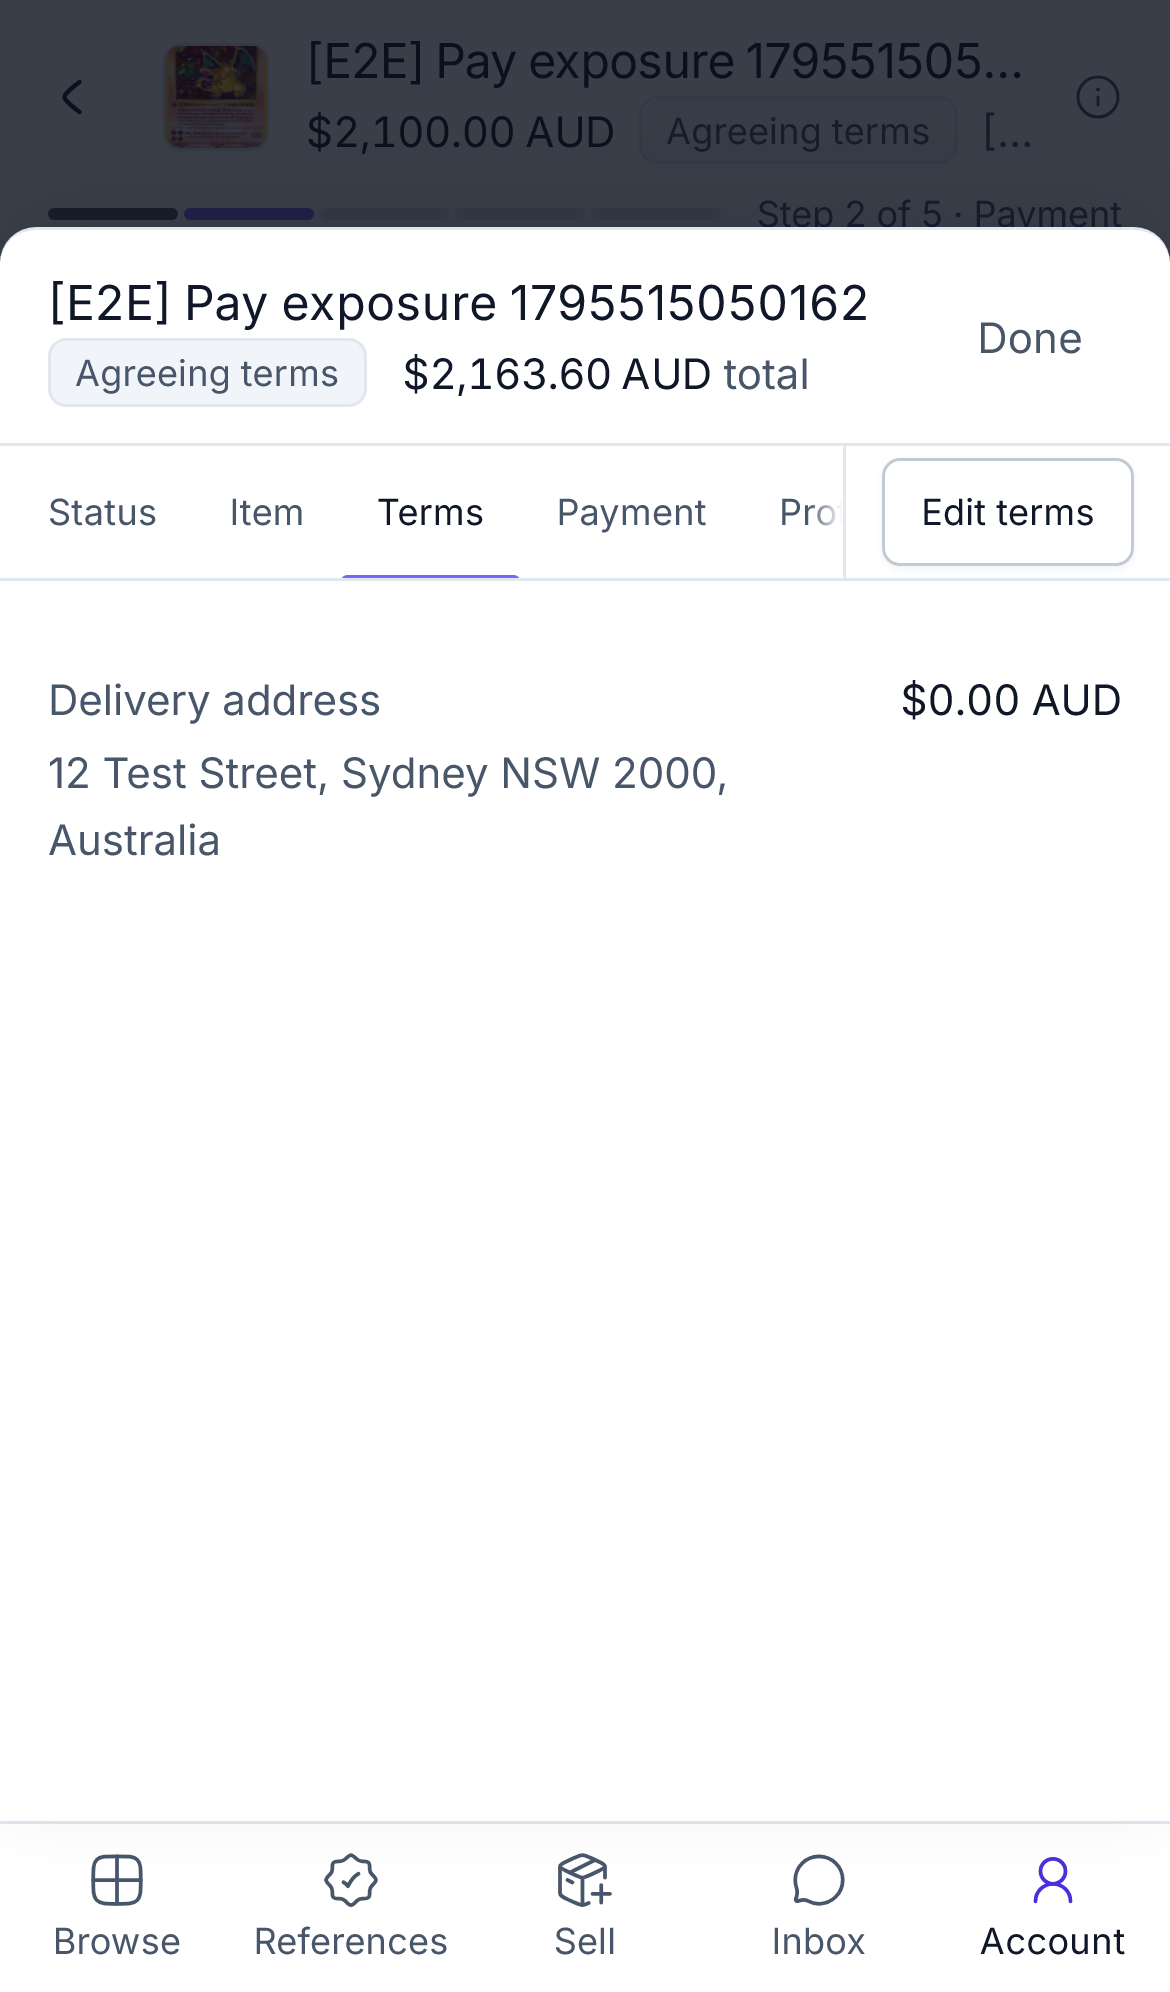 [E2E] Pay exposure 179551505...
$2,100.00 AUD Agreeing terms [...
Step 2 of 5 · Payment
[E2E] Pay exposure 1795515050162
Done
Agreeing terms $2,163.60 AUD total
Status Item Terms Payment Pro Edit terms
Delivery address $0.00 AUD
12 Test Street, Sydney NSW 2000,
Australia
Browse References Sell Inbox Account